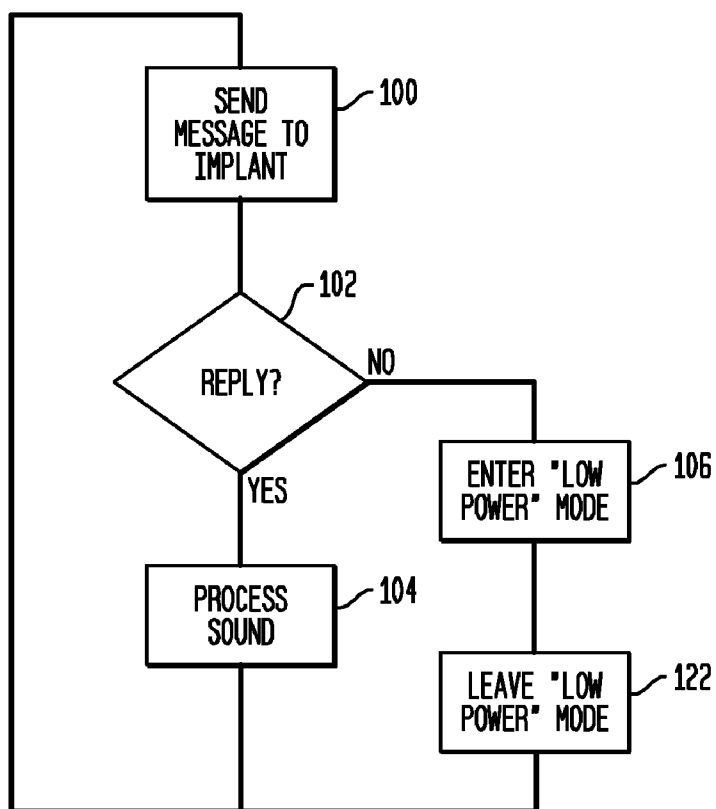 SEND
MESSAGE TO
IMPLANT
100
102
REPLY?
NO
YES
ENTER "LOW
POWER" MODE
106
PROCESS
SOUND
104
LEAVE "LOW
POWER" MODE
122